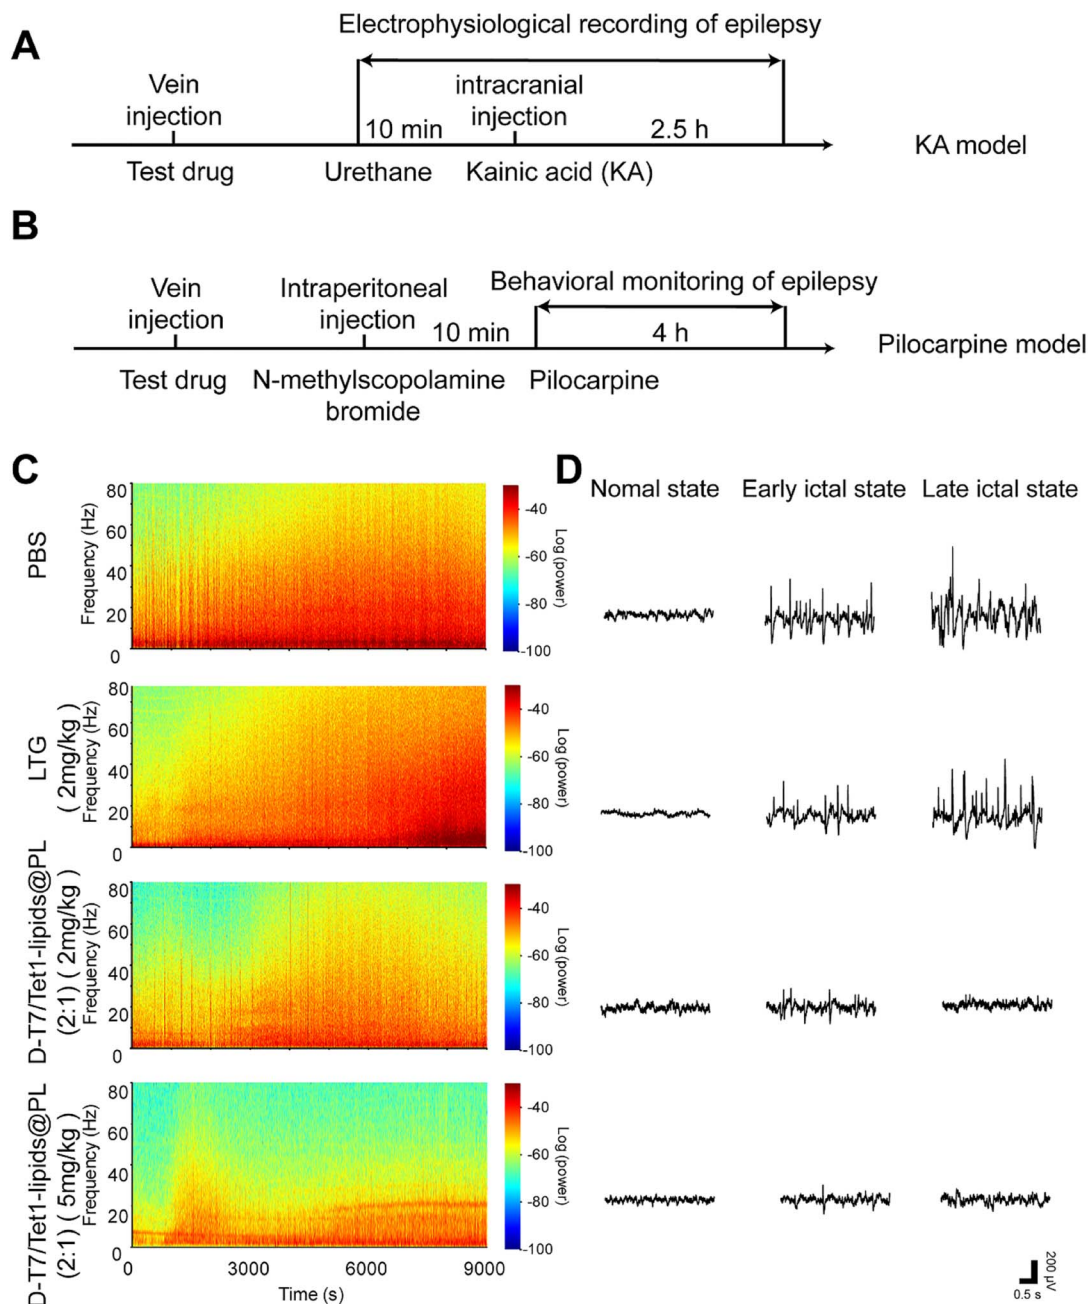 A
Electrophysiological recording of epilepsy
Vein
injection
intracranial
injection
10 min
2.5 h
Test drug
Urethane
Kainic acid (KA)
KA model
B
Vein
injection
Intraperitoneal
injection
Behavioral monitoring of epilepsy
10 min
4 h
Test drug
N-methylscopolamine
bromide
Pilocarpine
Pilocarpine model
C
PBS
Frequency (Hz)
80
60
40
20
0
-40
-60
-80
-100
Log (power)
LTG
( 2mg/kg )
Frequency (Hz)
80
60
40
20
0
-40
-60
-80
-100
Log (power)
D-T7/Tet1-lipids@PL
(2:1) ( 2mg/kg )
Frequency (Hz)
80
60
40
20
0
-40
-60
-80
-100
Log (power)
D-T7/Tet1-lipids@PL
(2:1) ( 5mg/kg )
Frequency (Hz)
80
60
40
20
0
-40
-60
-80
-100
Log (power)
0 3000 6000 9000
Time (s)
D
Nomal state
Early ictal state
Late ictal state
200 μV
0.5 s